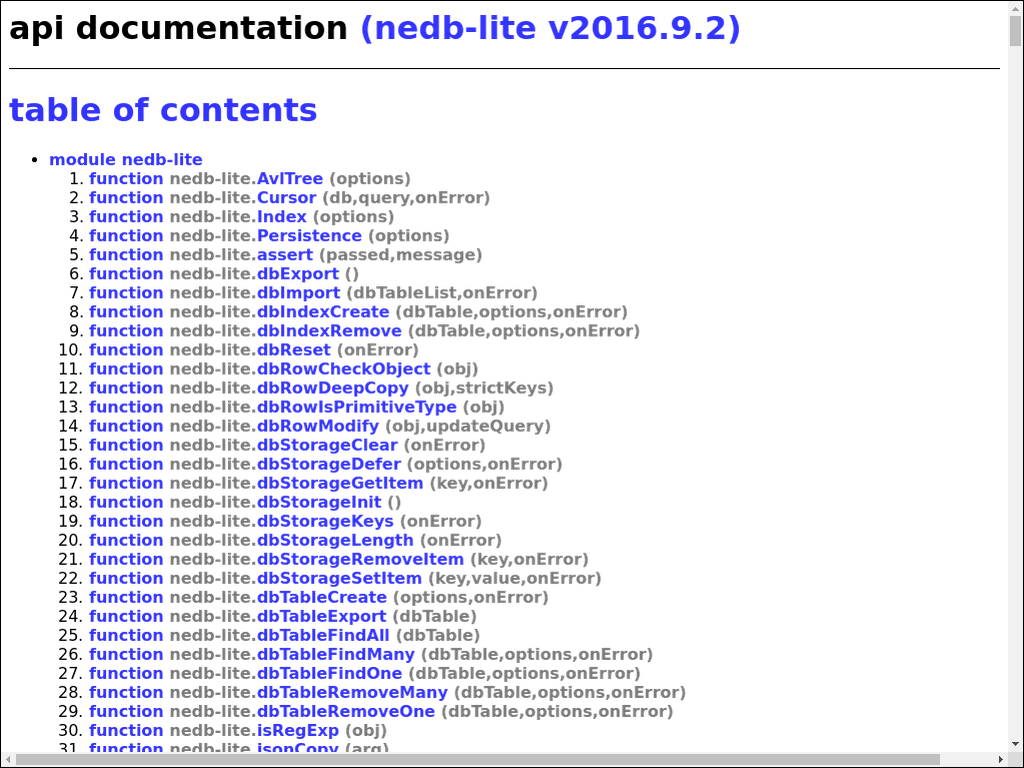 api documentation (nedb-lite v2016.9.2)
table of contents
• module nedb-lite
1. function nedb-lite.AvlTree (options)
2. function nedb-lite.Cursor (db,query,onError)
3. function nedb-lite.Index (options)
4. function nedb-lite.Persistence (options)
5. function nedb-lite.assert (passed,message)
6. function nedb-lite.dbExport ()
7. function nedb-lite.dbImport (dbTableList,onError)
8. function nedb-lite.dbIndexCreate (dbTable,options,onError)
9. function nedb-lite.dbIndexRemove (dbTable,options,onError)
10. function nedb-lite.dbReset (onError)
11. function nedb-lite.dbRowCheckObject (obj)
12. function nedb-lite.dbRowDeepCopy (obj,strictKeys)
13. function nedb-lite.dbRowIsPrimitiveType (obj)
14. function nedb-lite.dbRowModify (obj,updateQuery)
15. function nedb-lite.dbStorageClear (onError)
16. function nedb-lite.dbStorageDefer (options,onError)
17. function nedb-lite.dbStorageGetItem (key,onError)
18. function nedb-lite.dbStorageInit ()
19. function nedb-lite.dbStorageKeys (onError)
20. function nedb-lite.dbStorageLength (onError)
21. function nedb-lite.dbStorageRemoveItem (key,onError)
22. function nedb-lite.dbStorageSetItem (key,value,onError)
23. function nedb-lite.dbTableCreate (options,onError)
24. function nedb-lite.dbTableExport (dbTable)
25. function nedb-lite.dbTableFindAll (dbTable)
26. function nedb-lite.dbTableFindMany (dbTable,options,onError)
27. function nedb-lite.dbTableFindOne (dbTable,options,onError)
28. function nedb-lite.dbTableRemoveMany (dbTable,options,onError)
29. function nedb-lite.dbTableRemoveOne (dbTable,options,onError)
30. function nedb-lite.isRegExp (obj)
31. function nedb-lite.jsonCopy (arg)